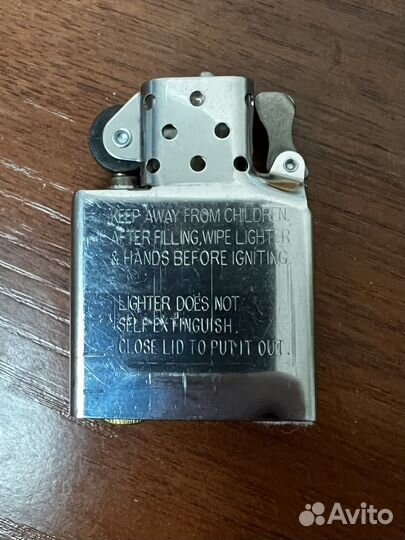 KEEP AWAY FROM CHILDREN.
AFTER FILLING, WIPE LIGHTER
& HANDS BEFORE IGNITING.
LIGHTER DOES NOT
SELF EXTINGUISH.
CLOSE LID TO PUT IT OUT.
Avito